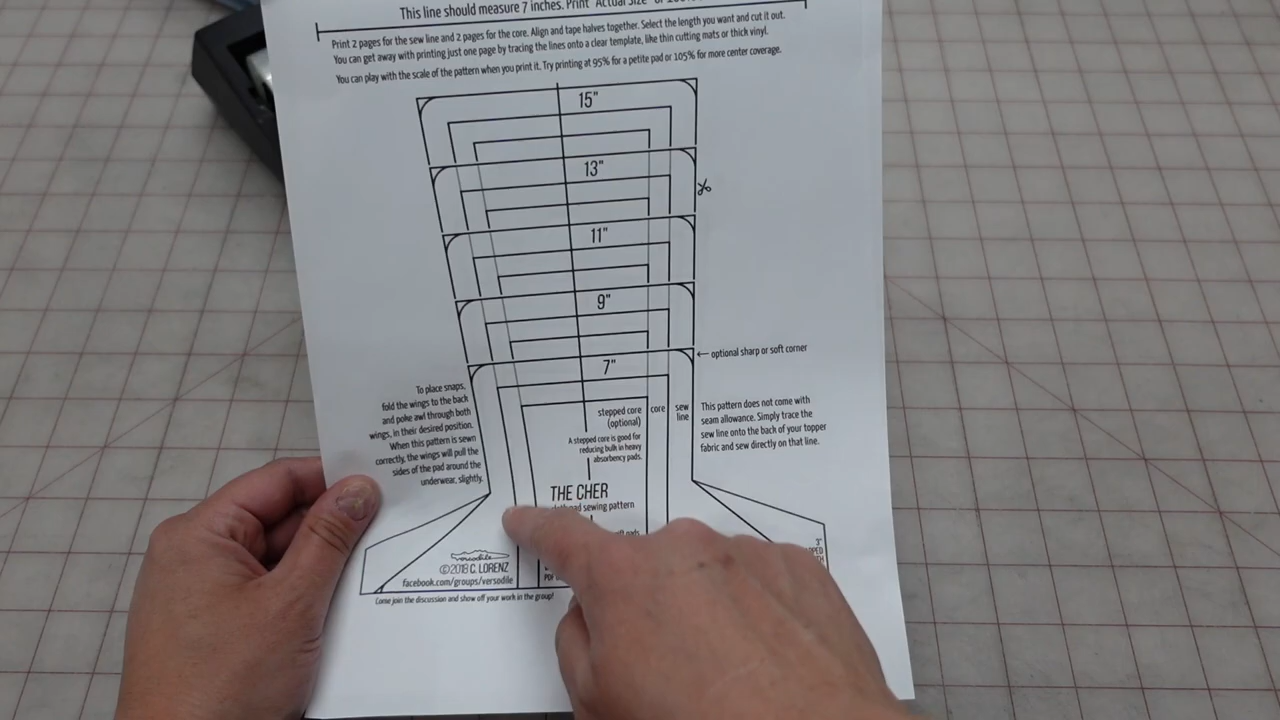 This line should measure 7 inches. Print "Actual Size" or
Print 2 pages for the sew line and 2 pages for the core. Align and tape halves together. Select the length you want and cut it out.
You can get away with printing just one page by tracing the lines onto a clear template, like thin cutting mats or thick vinyl.
You can play with the scale of the pattern when you print it. Try printing at 95% for a petite pad or 105% for more center coverage.
15"
13"
11"
9"
7"
← optional sharp or soft corner
To place snaps,
fold the wings to the back
and poke awl through both
wings, in their desired position.
When this pattern is sewn
correctly, the wings will pull the
sides of the pad around the
underwear, slightly.
stepped core
(optional)
core
sew
line
A stepped core is good for
reducing bulk in heavy
absorbency pads.
This pattern does not come with
seam allowance. Simply trace the
sew line onto the back of your topper
fabric and sew directly on that line.
THE CHER
pad sewing pattern
3"
versodile
©2018 C. LORENZ
facebook.com/groups/versodile
PDF
Come join the discussion and show off your work in the group!